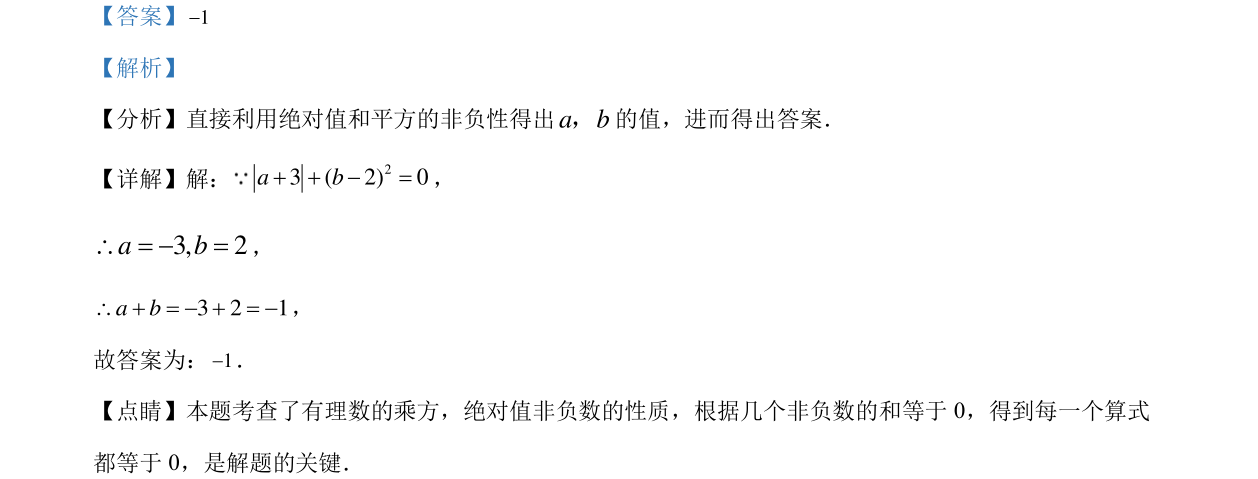 【答案】−1
【解析】
【分析】直接利用绝对值和平方的非负性得出a，b的值，进而得出答案．
【详解】解：∵|a+3|+(b−2)²=0，
∴a=−3,b=2，
∴a+b=−3+2=−1，
故答案为：−1．
【点睛】本题考查了有理数的乘方，绝对值非负数的性质，根据几个非负数的和等于 0，得到每一个算式
都等于 0，是解题的关键．